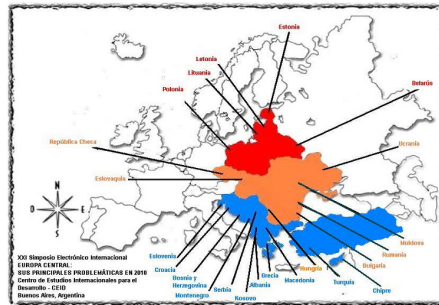 Estonia
Letonia
Lituania
Polonia
Belarús
República Checa
Ucrania
Eslovaquia
N
O
E
S
Moldova
Rumania
Bulgaria
Hungría
Eslovenia
Croacia
Bosnia y
Herzegovina
Montenegro
Serbia
Kosovo
Albania
Grecia
Macedonia
Turquía
Chipre
XXI Simposio Electrónico Internacional
EUROPA CENTRAL:
SUS PRINCIPALES PROBLEMÁTICAS EN 2010
Centro de Estudios Internacionales para el
Desarrollo - CEID
Buenos Aires, Argentina